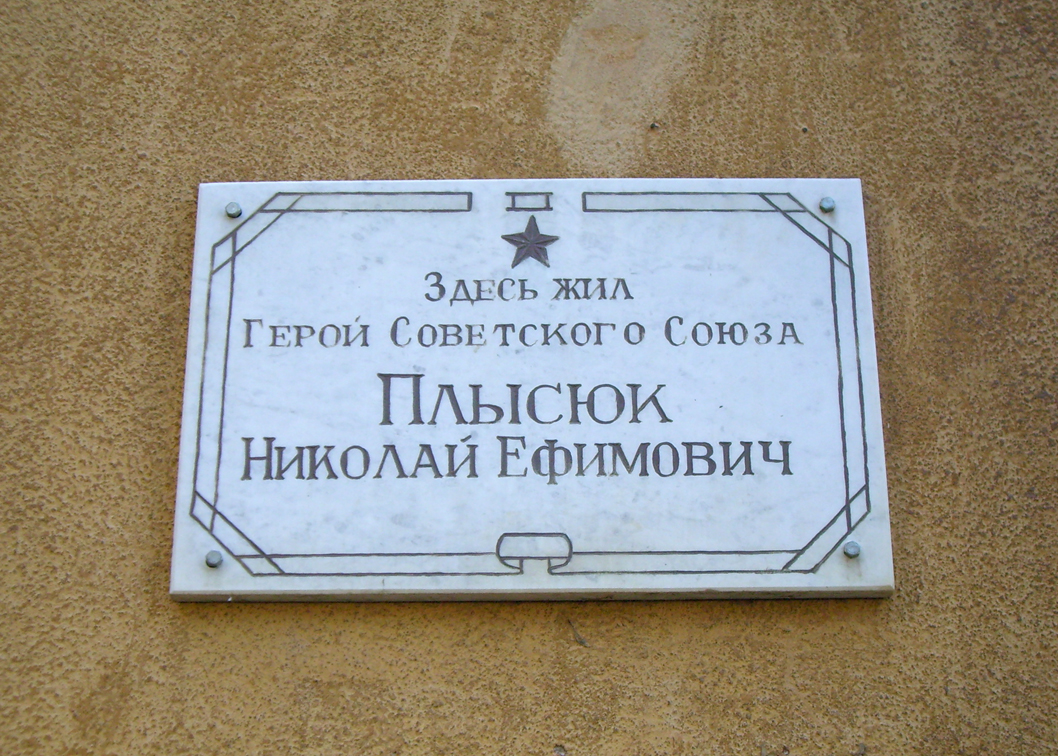 Здесь жил
Герой Советского Союза
Плысюк
Николай Ефимович